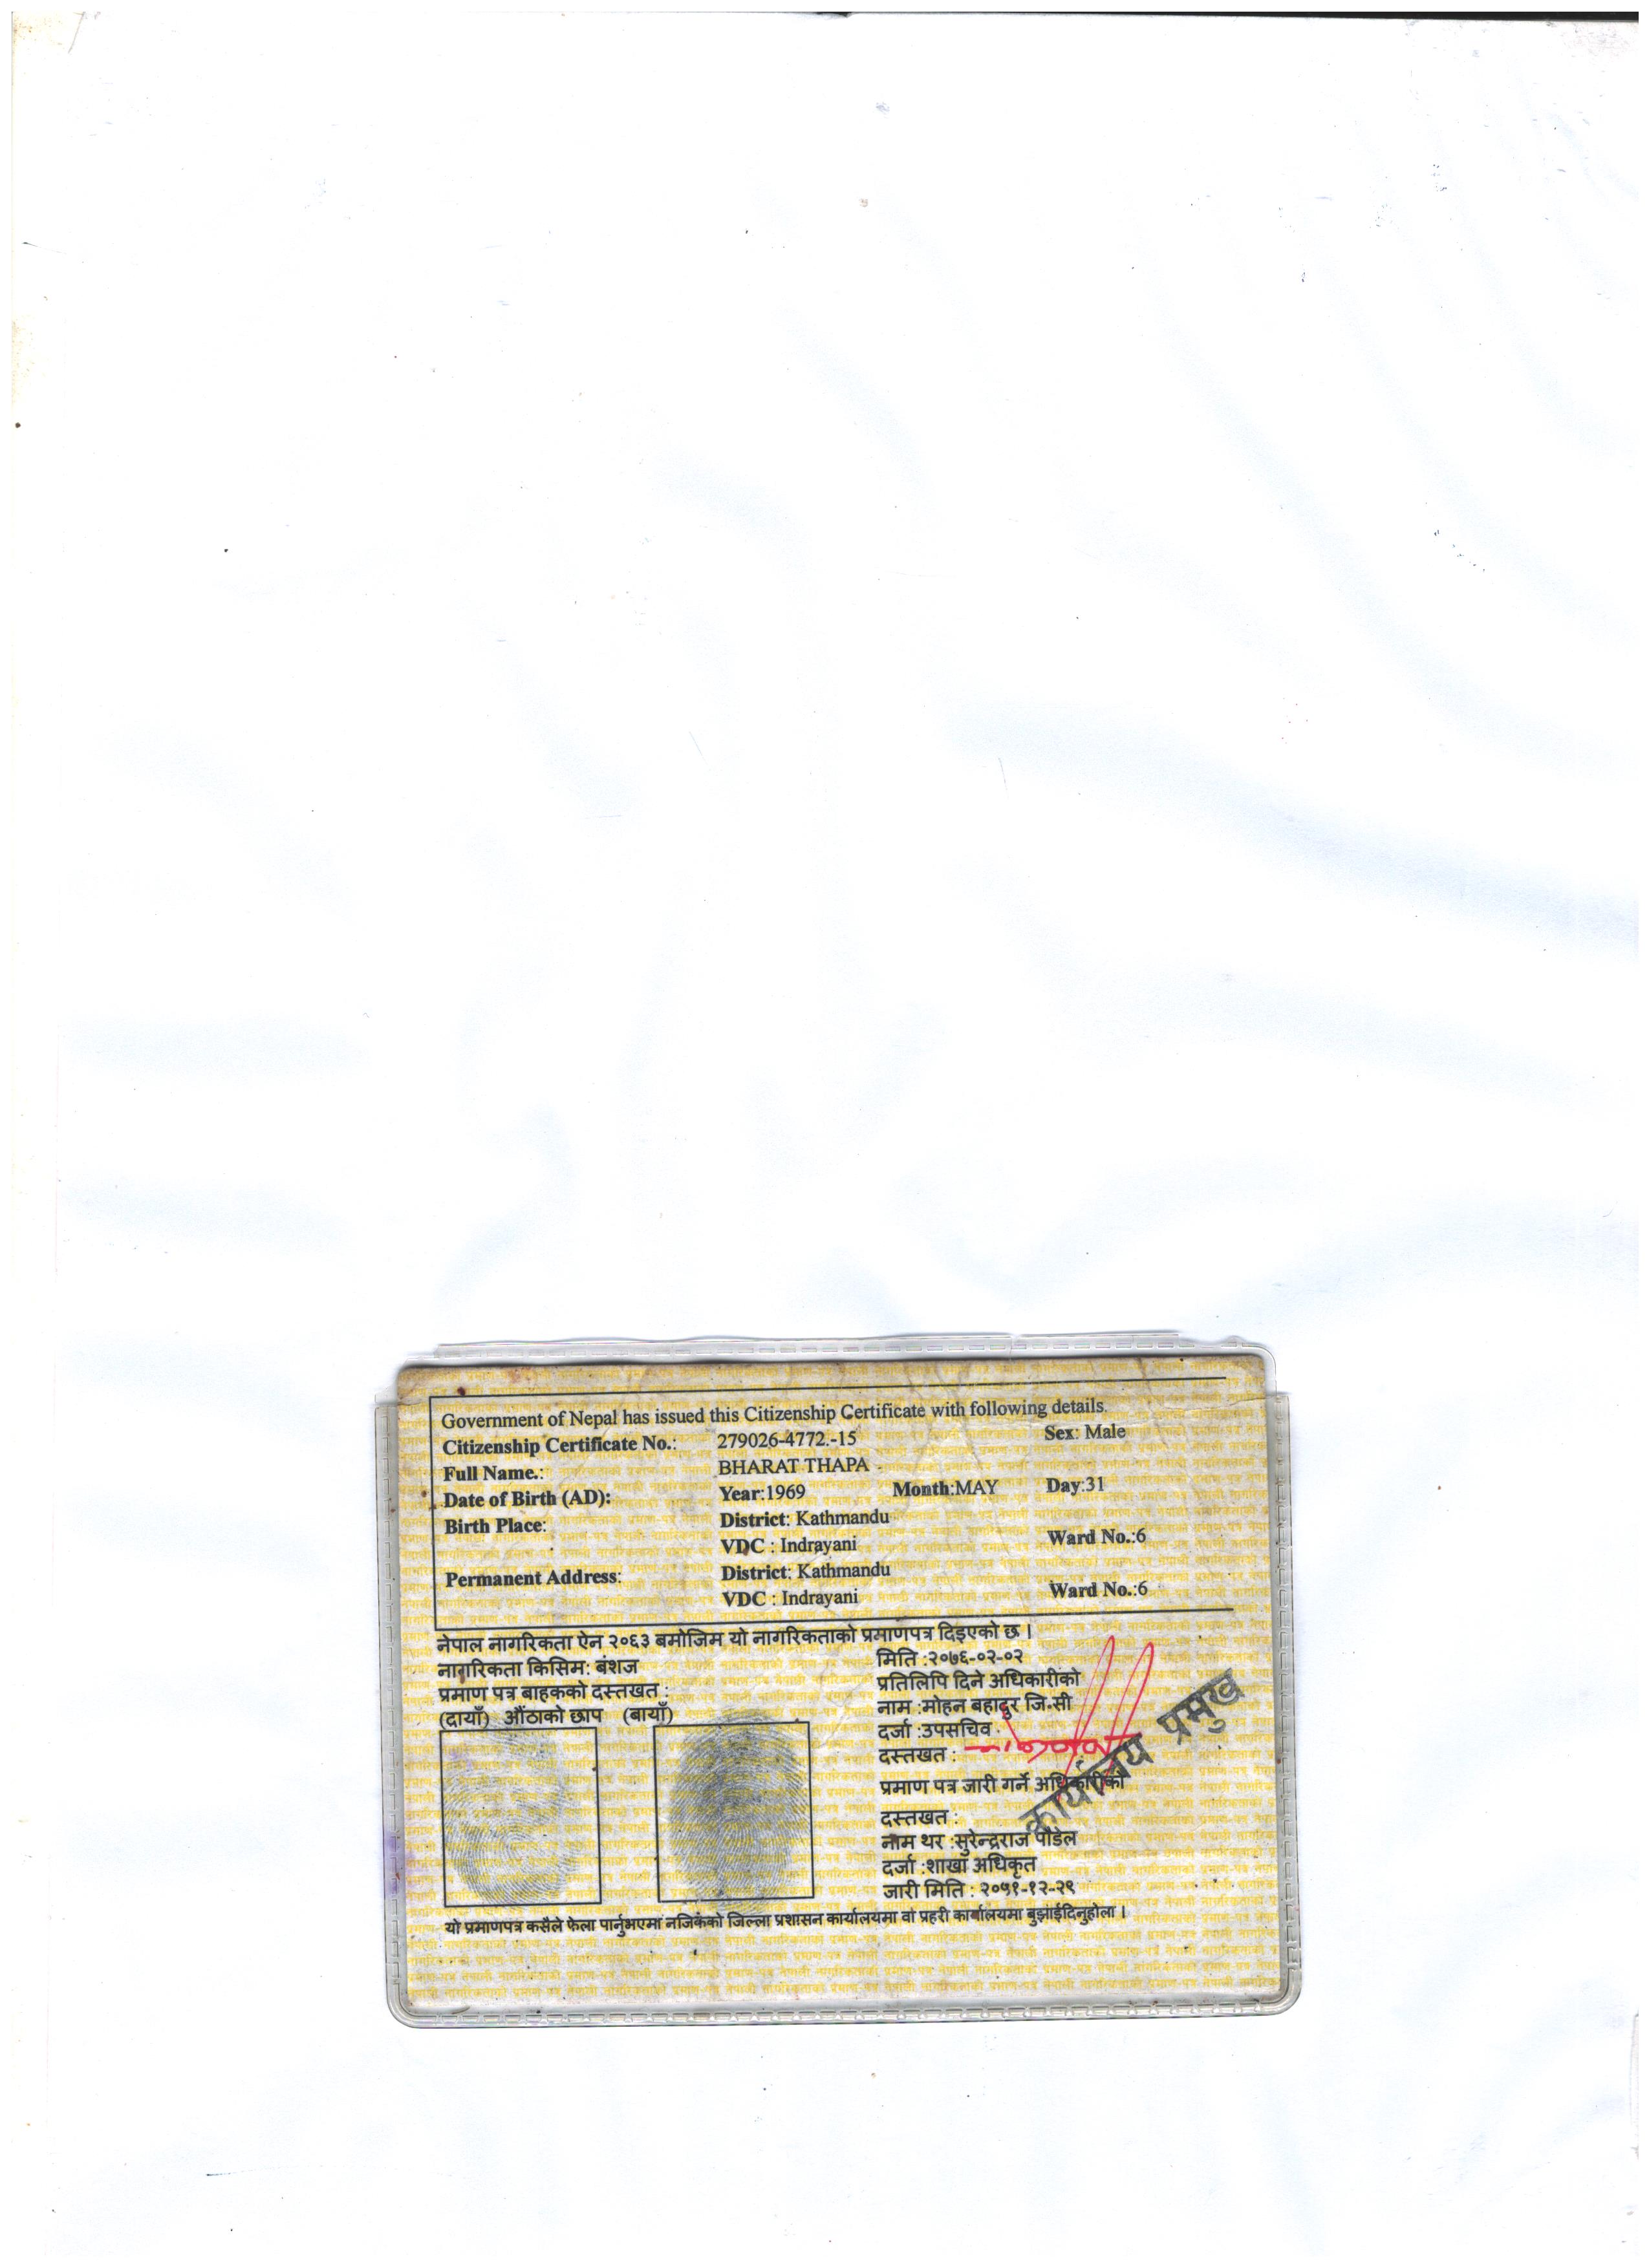 Government of Nepal has issued this Citizenship Certificate with following details.
Citizenship Certificate No.: 279026-4772.-15 Sex: Male
Full Name.: BHARAT THAPA
Date of Birth (AD): Year:1969 Month:MAY Day:31
Birth Place: District: Kathmandu
VDC : Indrayani Ward No.:6
Permanent Address: District: Kathmandu
VDC : Indrayani Ward No.:6
नेपाल नागरिकता ऐन २०६३ बमोजिम यो नागरिकताको प्रमाणपत्र दिइएको छ ।
नागरिकता किसिम: बंशज
प्रमाण पत्र बाहकको दस्तखत :
(दायाँ) औंठाको छाप (बायाँ)
मिति :२०७६-०२-०२
प्रतिलिपि दिने अधिकारीको
नाम :मोहन बहादुर जि.सी
दर्जा :उपसचिव
दस्तखत :
प्रमाण पत्र जारी गर्ने अधिकारीको
दस्तखत :
नाम थर :सुरेन्द्रराज पौडेल
दर्जा :शाखा अधिकृत
जारी मिति : २०५१-१२-२९
कार्यालय प्रमुख
यो प्रमाणपत्र कसैले फेला पार्नुभएमा नजिकको जिल्ला प्रशासन कार्यालयमा वा प्रहरी कार्यालयमा बुझाईदिनुहोला ।